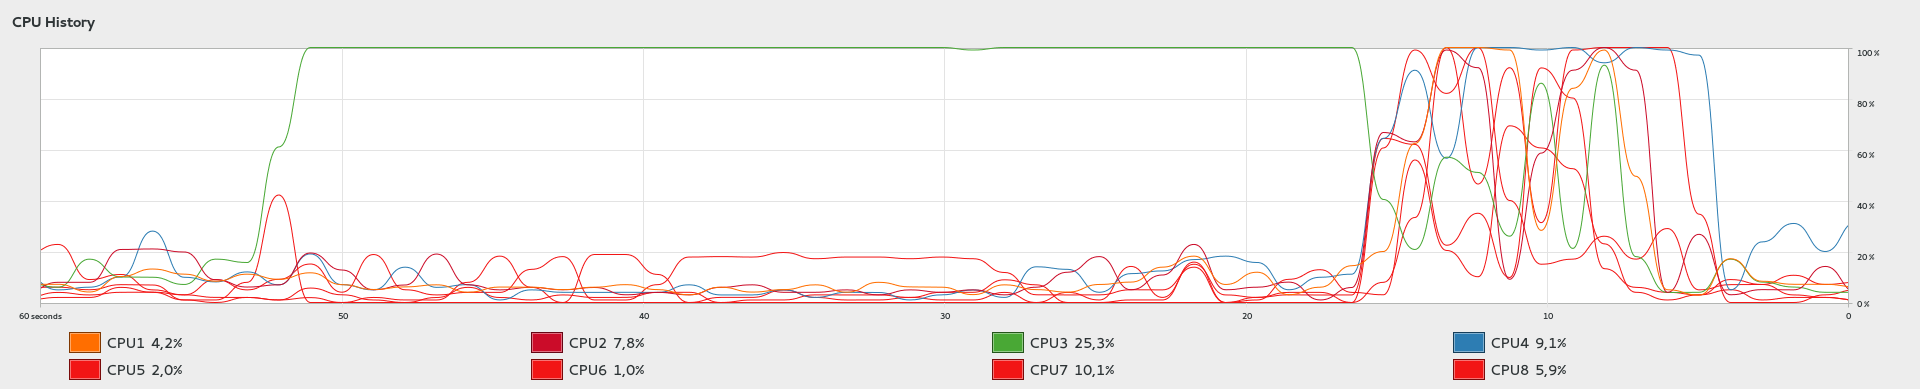 CPU History
100 %
80 %
60 %
40 %
20 %
0 %
60 seconds 50 40 30 20 10 0
CPU1 4,2% CPU2 7,8% CPU3 25,3% CPU4 9,1%
CPU5 2,0% CPU6 1,0% CPU7 10,1% CPU8 5,9%